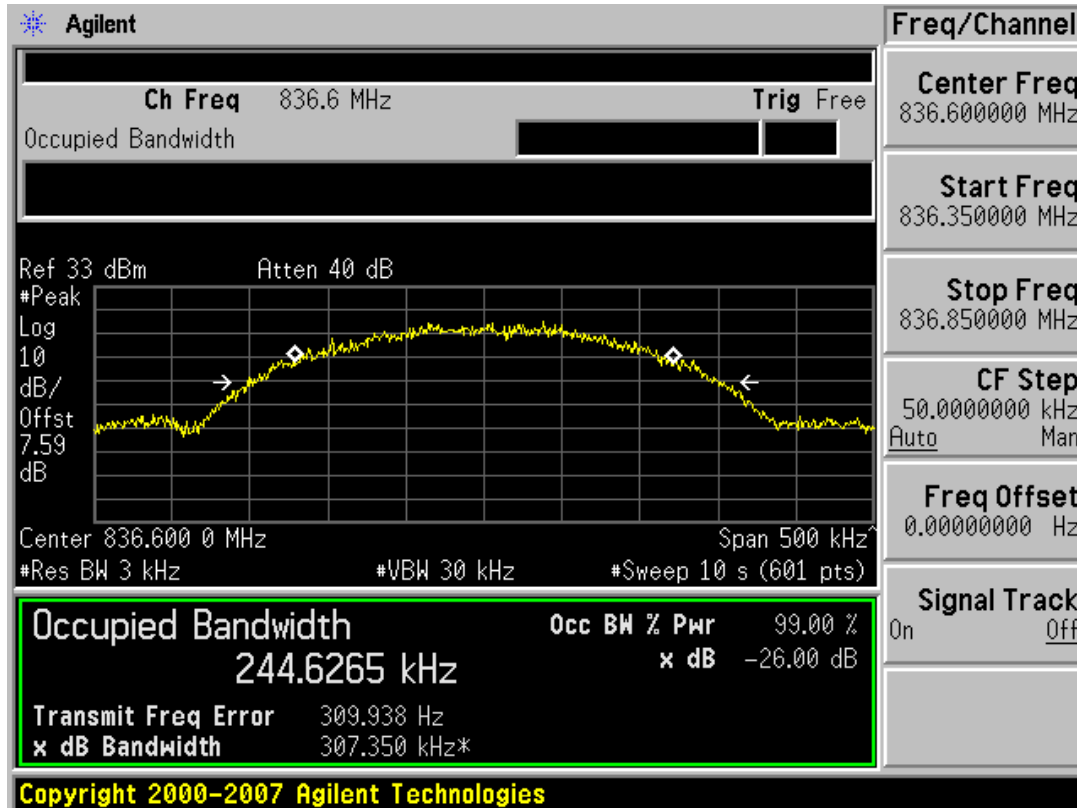 Agilent
Freq/Channel
Ch Freq 836.6 MHz Trig Free
Occupied Bandwidth
Center Freq
836.600000 MHz
Start Freq
836.350000 MHz
Stop Freq
836.850000 MHz
CF Step
50.0000000 kHz
Auto Man
Freq Offset
0.00000000 Hz
Signal Track
On Off
Ref 33 dBm Atten 40 dB
#Peak
Log
10
dB/
Offst
7.59
dB
Center 836.600 0 MHz Span 500 kHz^
#Res BW 3 kHz #VBW 30 kHz #Sweep 10 s (601 pts)
Occupied Bandwidth
244.6265 kHz
Occ BW % Pwr 99.00 %
x dB -26.00 dB
Transmit Freq Error 309.938 Hz
x dB Bandwidth 307.350 kHz*
Copyright 2000-2007 Agilent Technologies